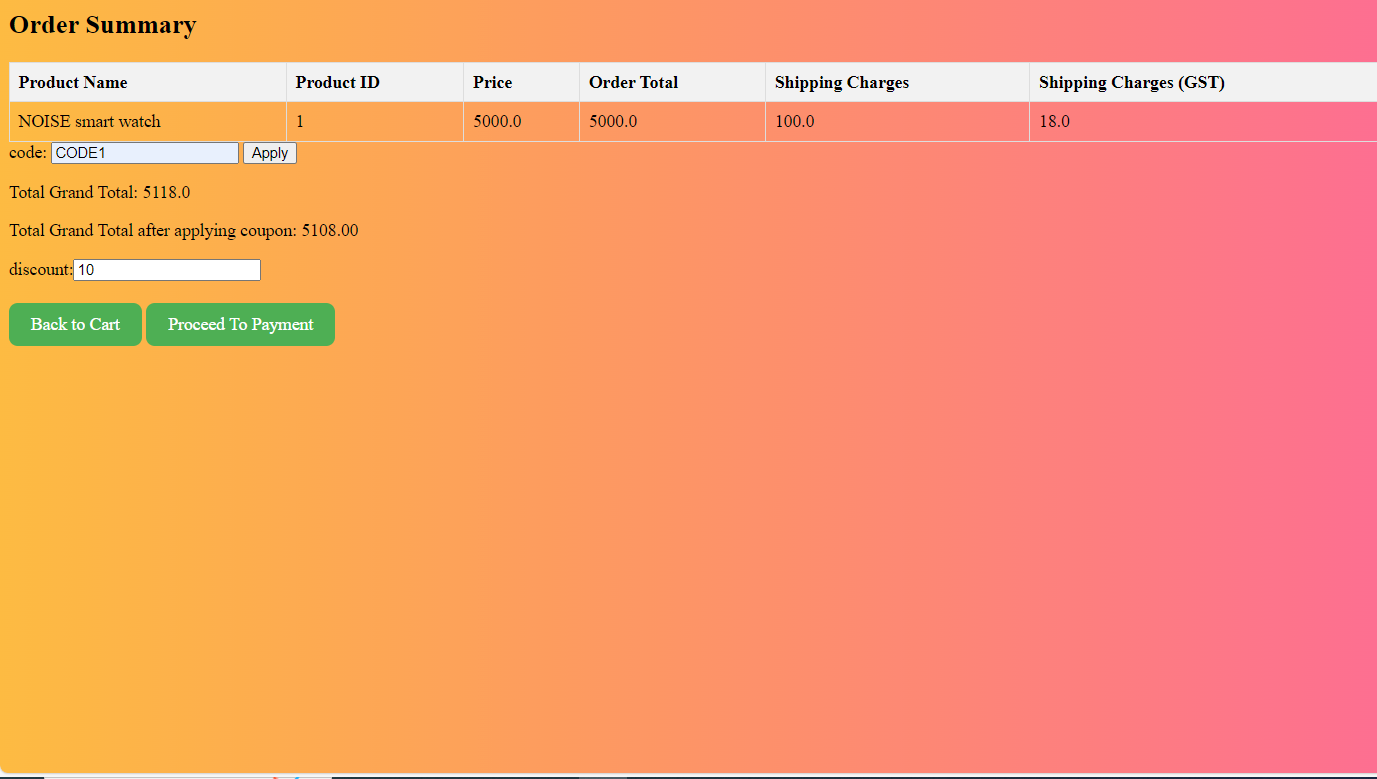 Order Summary
Product Name Product ID Price Order Total Shipping Charges Shipping Charges (GST)
NOISE smart watch 1 5000.0 5000.0 100.0 18.0
code: CODE1 Apply
Total Grand Total: 5118.0
Total Grand Total after applying coupon: 5108.00
discount: 10
Back to Cart Proceed To Payment